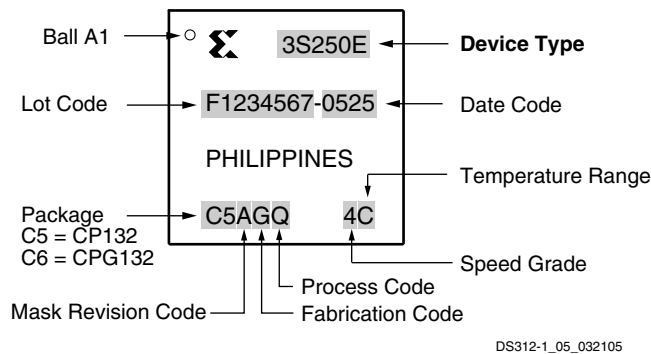 Ball A1
3S250E
Device Type
Lot Code
F1234567-0525
Date Code
PHILIPPINES
Temperature Range
Package
C5 = CP132
C6 = CPG132
C5AGQ
4C
Speed Grade
Process Code
Mask Revision Code
Fabrication Code
DS312-1_05_032105